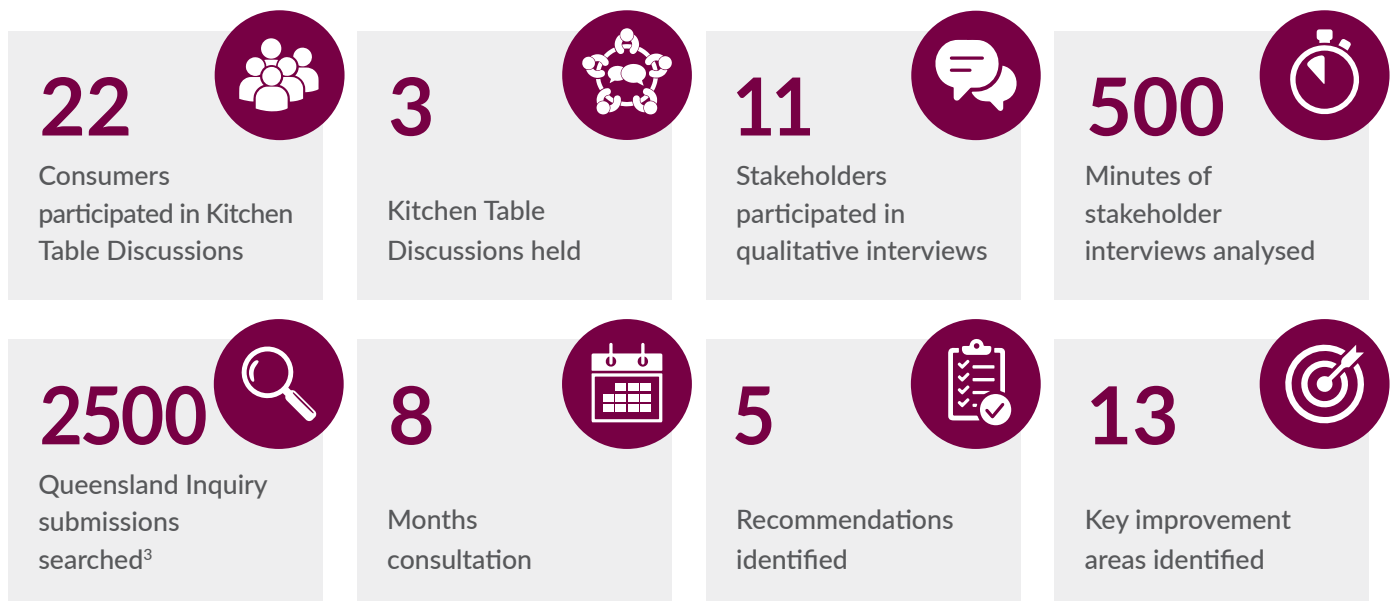 22
Consumers
participated in Kitchen
Table Discussions
3
Kitchen Table
Discussions held
11
Stakeholders
participated in
qualitative interviews
500
Minutes of
stakeholder
interviews analysed
2500
Queensland Inquiry
submissions
searched³
8
Months
consultation
5
Recommendations
identified
13
Key improvement
areas identified